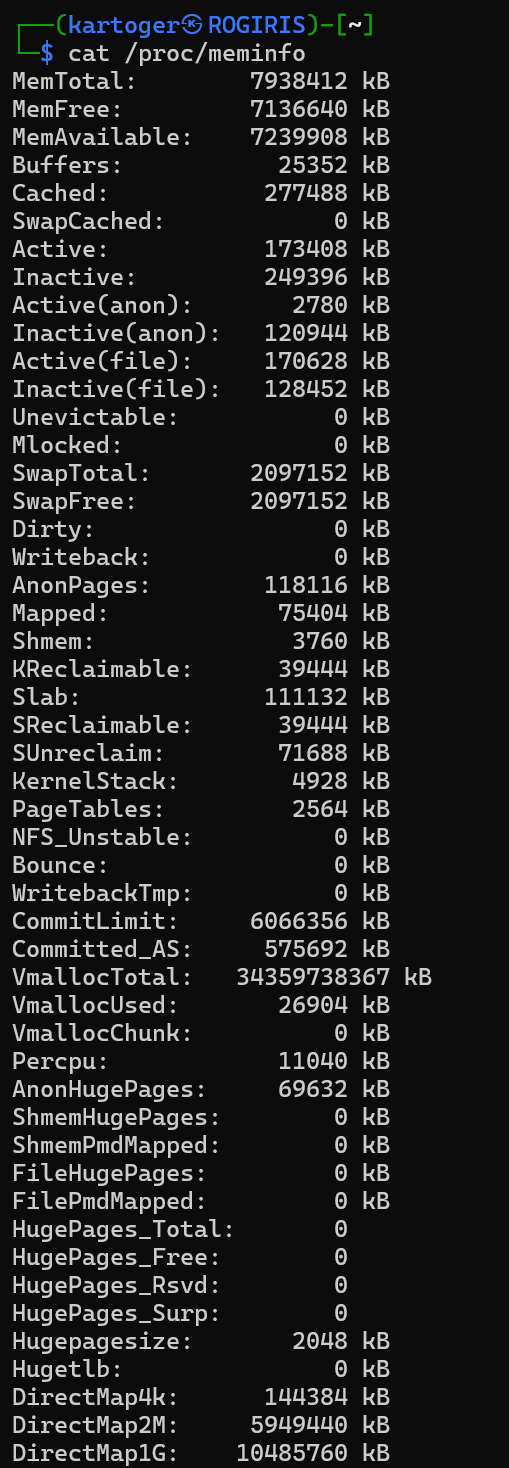 ┌──(kartoger㉿ROGIRIS)-[~]
└─$ cat /proc/meminfo
MemTotal:        7938412 kB
MemFree:         7136640 kB
MemAvailable:    7239908 kB
Buffers:           25352 kB
Cached:           277488 kB
SwapCached:            0 kB
Active:           173408 kB
Inactive:         249396 kB
Active(anon):       2780 kB
Inactive(anon):   120944 kB
Active(file):     170628 kB
Inactive(file):   128452 kB
Unevictable:           0 kB
Mlocked:               0 kB
SwapTotal:       2097152 kB
SwapFree:        2097152 kB
Dirty:                 0 kB
Writeback:             0 kB
AnonPages:        118116 kB
Mapped:            75404 kB
Shmem:              3760 kB
KReclaimable:      39444 kB
Slab:             111132 kB
SReclaimable:      39444 kB
SUnreclaim:        71688 kB
KernelStack:        4928 kB
PageTables:         2564 kB
NFS_Unstable:          0 kB
Bounce:                0 kB
WritebackTmp:          0 kB
CommitLimit:     6066356 kB
Committed_AS:     575692 kB
VmallocTotal:   34359738367 kB
VmallocUsed:       26904 kB
VmallocChunk:          0 kB
Percpu:            11040 kB
AnonHugePages:     69632 kB
ShmemHugePages:        0 kB
ShmemPmdMapped:        0 kB
FileHugePages:         0 kB
FilePmdMapped:         0 kB
HugePages_Total:       0
HugePages_Free:        0
HugePages_Rsvd:        0
HugePages_Surp:        0
Hugepagesize:       2048 kB
Hugetlb:               0 kB
DirectMap4k:      144384 kB
DirectMap2M:     5949440 kB
DirectMap1G:    10485760 kB